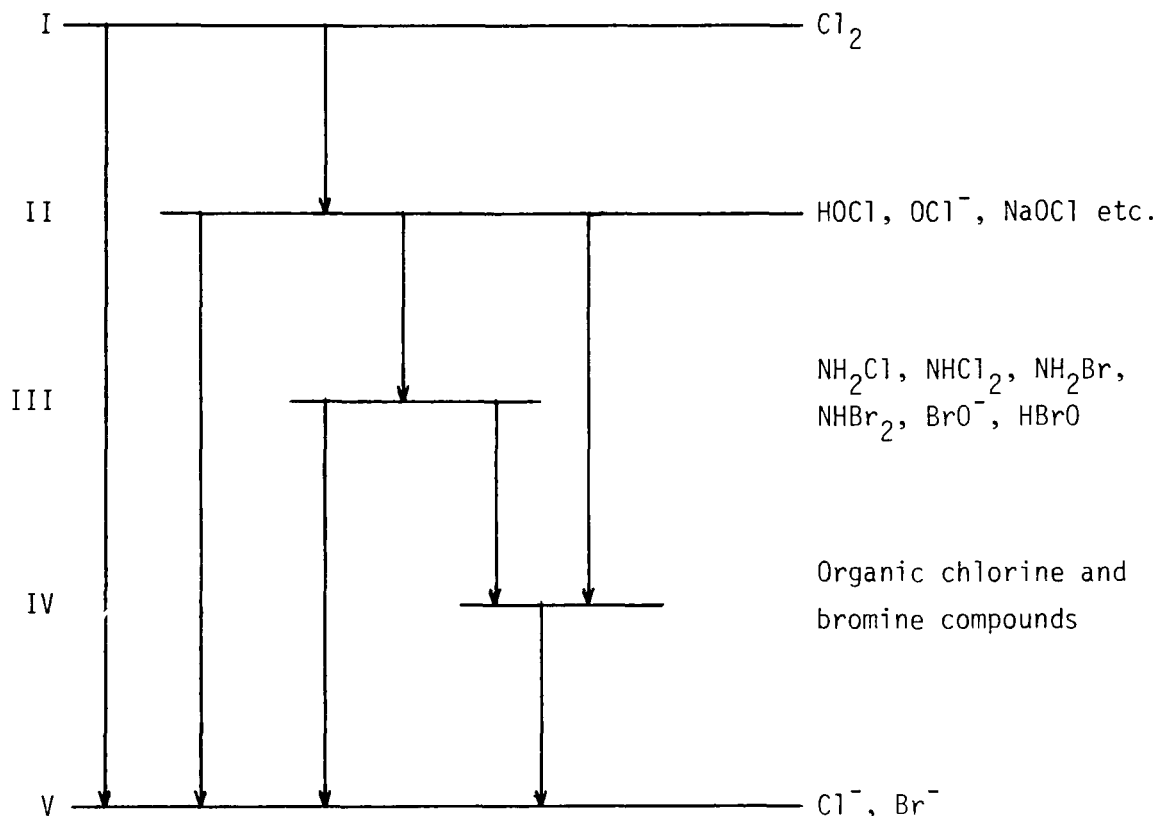 I Cl₂
II HOCl, OCl⁻, NaOCl etc.
NH₂Cl, NHCl₂, NH₂Br,
III
NHBr₂, BrO⁻, HBrO
Organic chlorine and
IV
bromine compounds
V Cl⁻, Br⁻